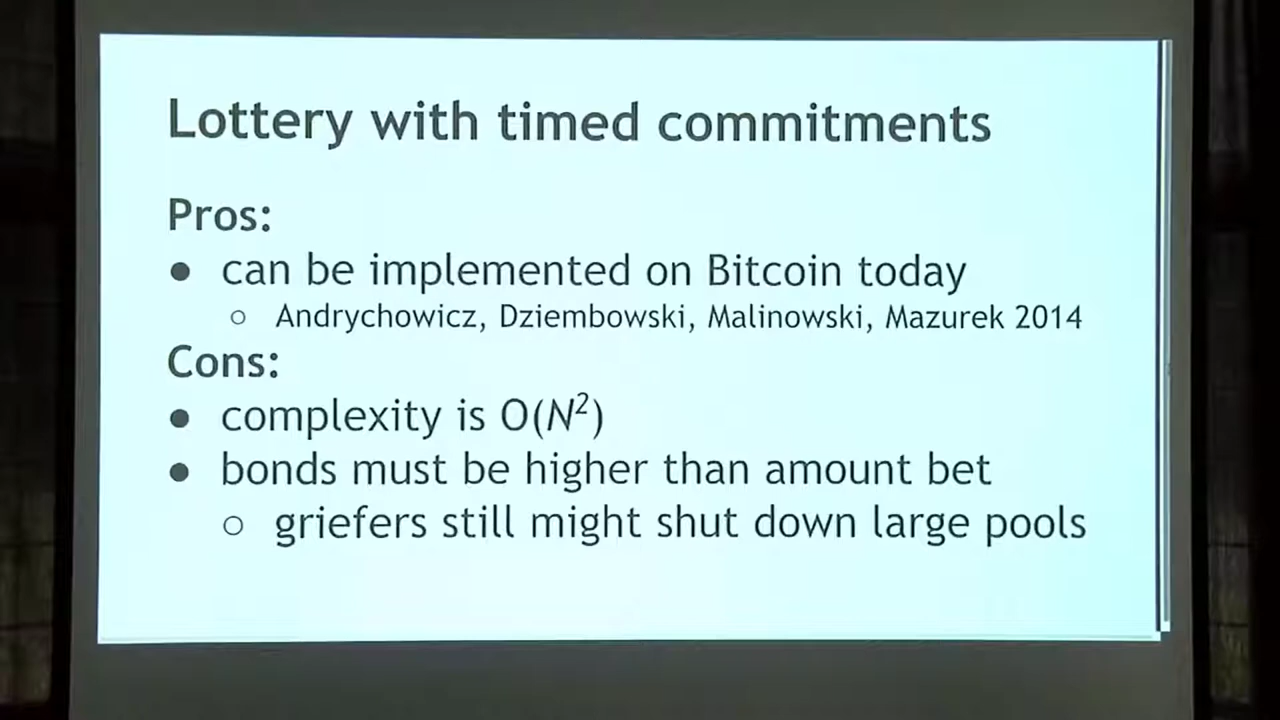 Lottery with timed commitments
Pros:
● can be implemented on Bitcoin today
○ Andrychowicz, Dziembowski, Malinowski, Mazurek 2014
Cons:
● complexity is O(N²)
● bonds must be higher than amount bet
○ griefers still might shut down large pools